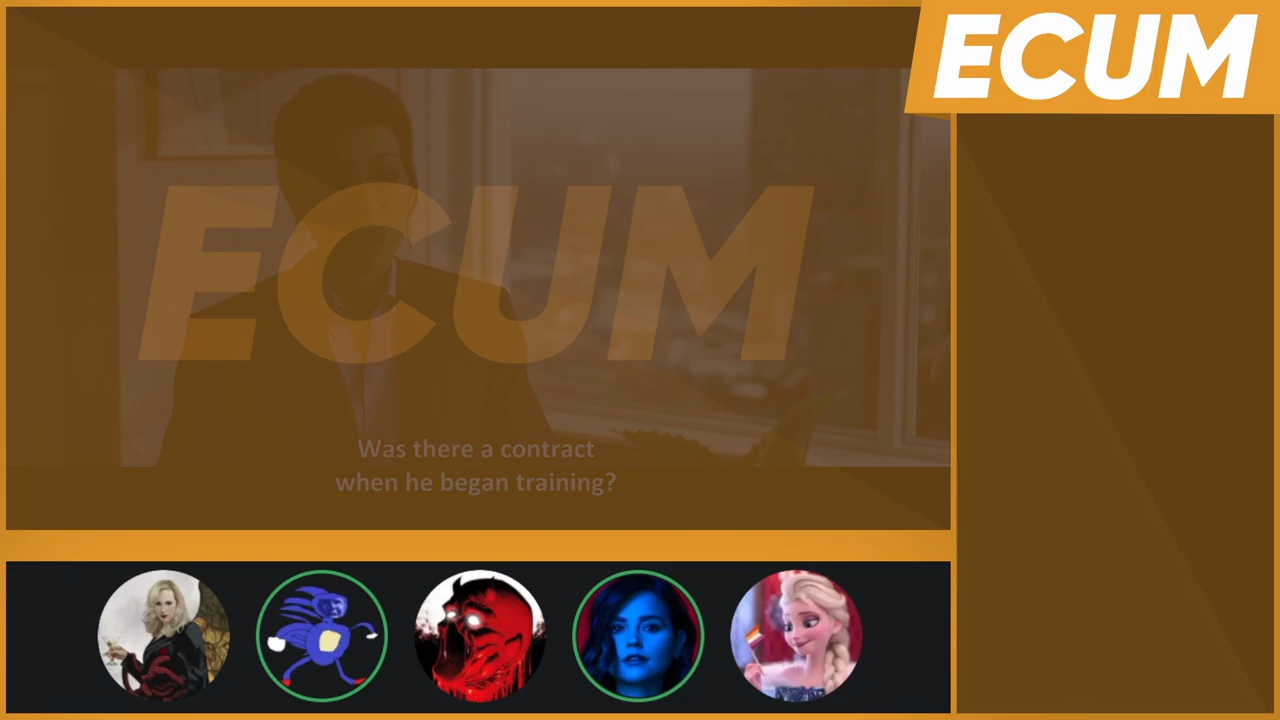 ECUM
ECUM
Was there a contract
when he began training?